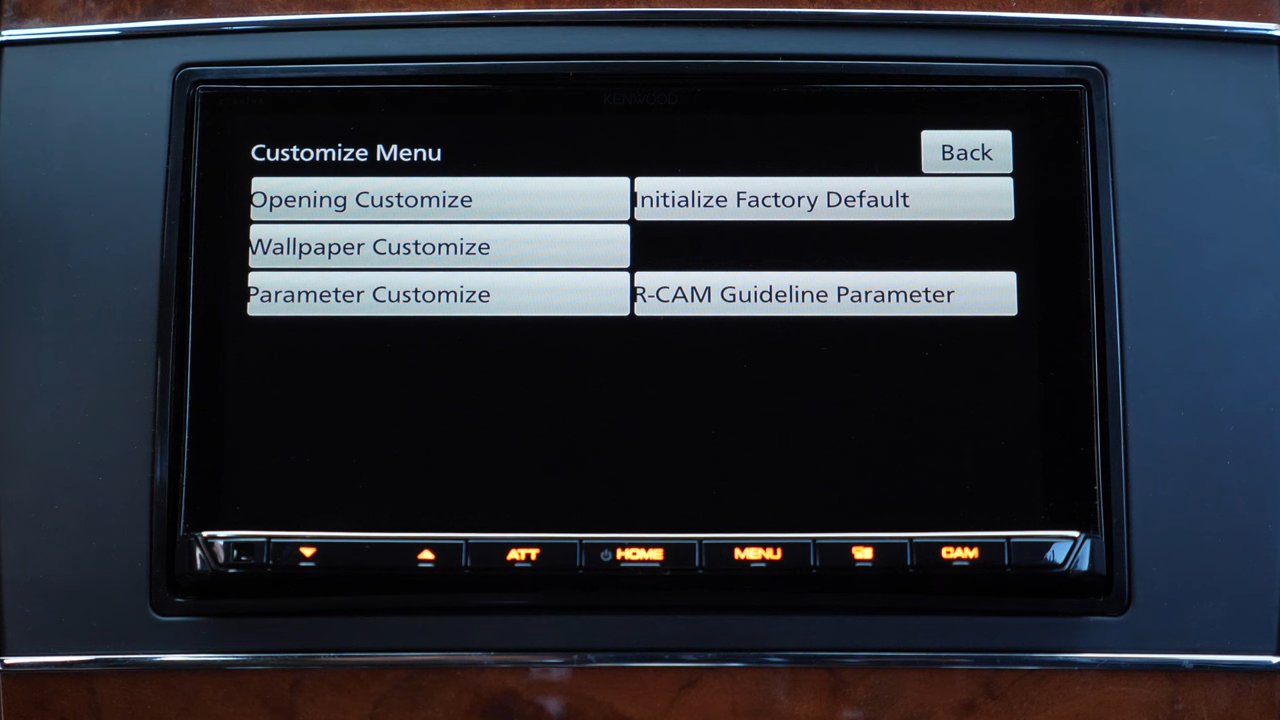 KENWOOD
Customize Menu
Back
Opening Customize
Initialize Factory Default
Wallpaper Customize
Parameter Customize
R-CAM Guideline Parameter
ATT
HOME
MENU
CAM